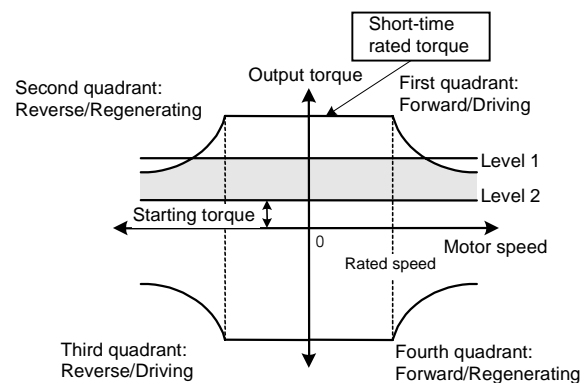 Short-time
rated torque
Output torque
Second quadrant:
Reverse/Regenerating
First quadrant:
Forward/Driving
Level 1
Level 2
Starting torque
0
Motor speed
Rated speed
Third quadrant:
Reverse/Driving
Fourth quadrant:
Forward/Regenerating